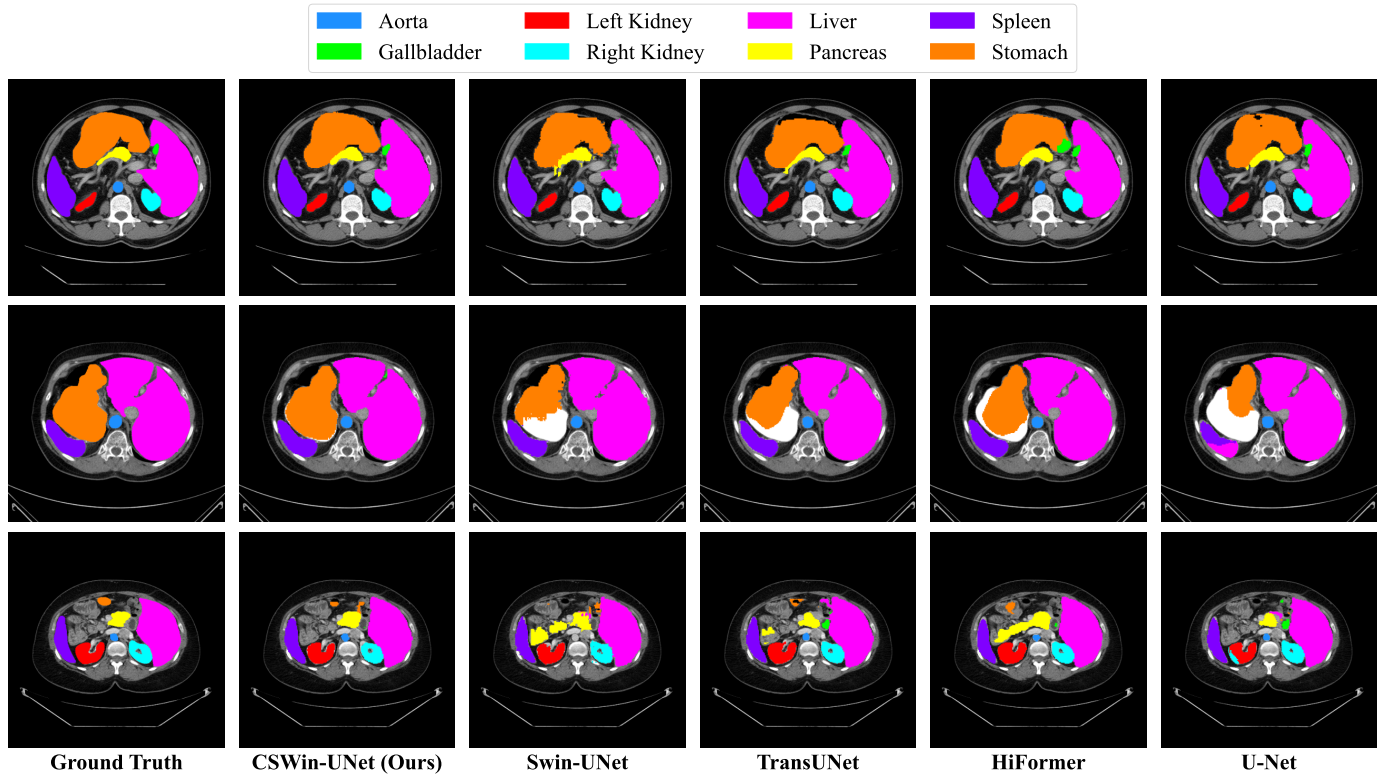 Aorta Left Kidney Liver Spleen
Gallbladder Right Kidney Pancreas Stomach
Ground Truth CSWin-UNet (Ours) Swin-UNet TransUNet HiFormer U-Net